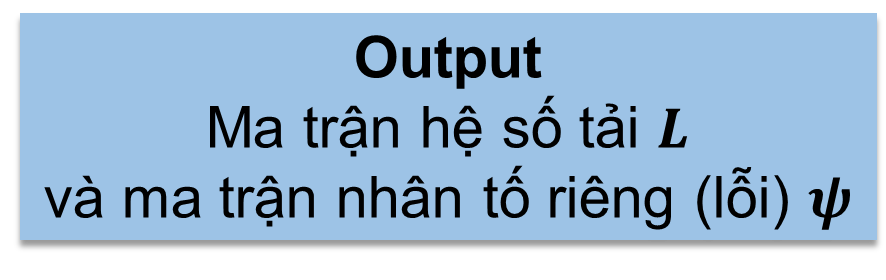 Output
Ma trận hệ số tải L
và ma trận nhân tố riêng (lỗi) ψ